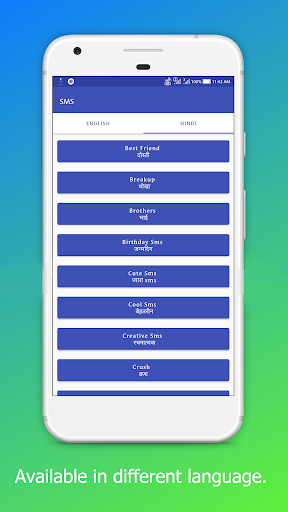 100% 11:42 AM
SMS
ENGLISH HINDI
Best Friend
दोस्ती
Breakup
धोखा
Brothers
भाई
Birthday Sms
जन्मदिन
Cute Sms
प्यारा sms
Cool Sms
बेहतरीन
Creative Sms
रचनात्मक
Crush
क्रश
Available in different language.